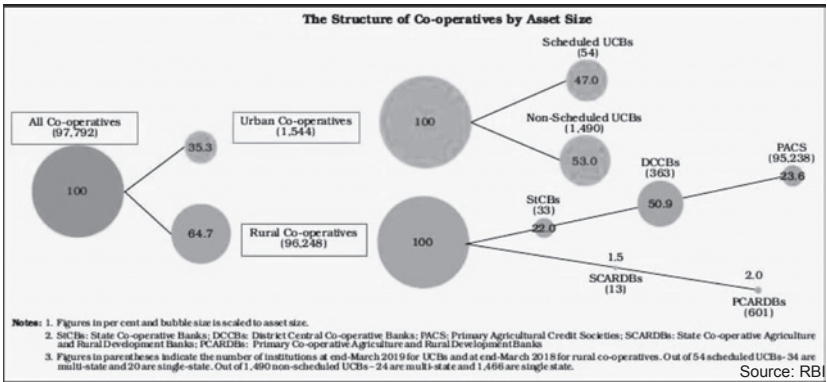 The Structure of Co-operatives by Asset Size
Scheduled UCBs
(54)
47.0
All Co-operatives
(97,792)
100
35.3
64.7
Urban Co-operatives
(1,544)
100
Non-Scheduled UCBs
(1,490)
53.0
Rural Co-operatives
(96,248)
100
StCBs
(33)
22.0
DCCBs
(363)
50.9
PACS
(95,238)
23.6
1.5
SCARDBs
(13)
2.0
PCARDBs
(601)
Notes: 1. Figures in per cent and bubble size is scaled to asset size.
2. StCBs: State Co-operative Banks; DCCBs: District Central Co-operative Banks; PACS: Primary Agricultural Credit Societies; SCARDBs: State Co-operative Agriculture
and Rural Development Banks; PCARDBs: Primary Co-operative Agriculture and Rural Development Banks
3. Figures in parentheses indicate the number of institutions at end-March 2019 for UCBs and at end-March 2018 for rural co-operatives. Out of 54 scheduled UCBs- 34 are
multi-state and 20 are single-state. Out of 1,490 non-scheduled UCBs - 24 are multi-state and 1,466 are single state.
Source: RBI